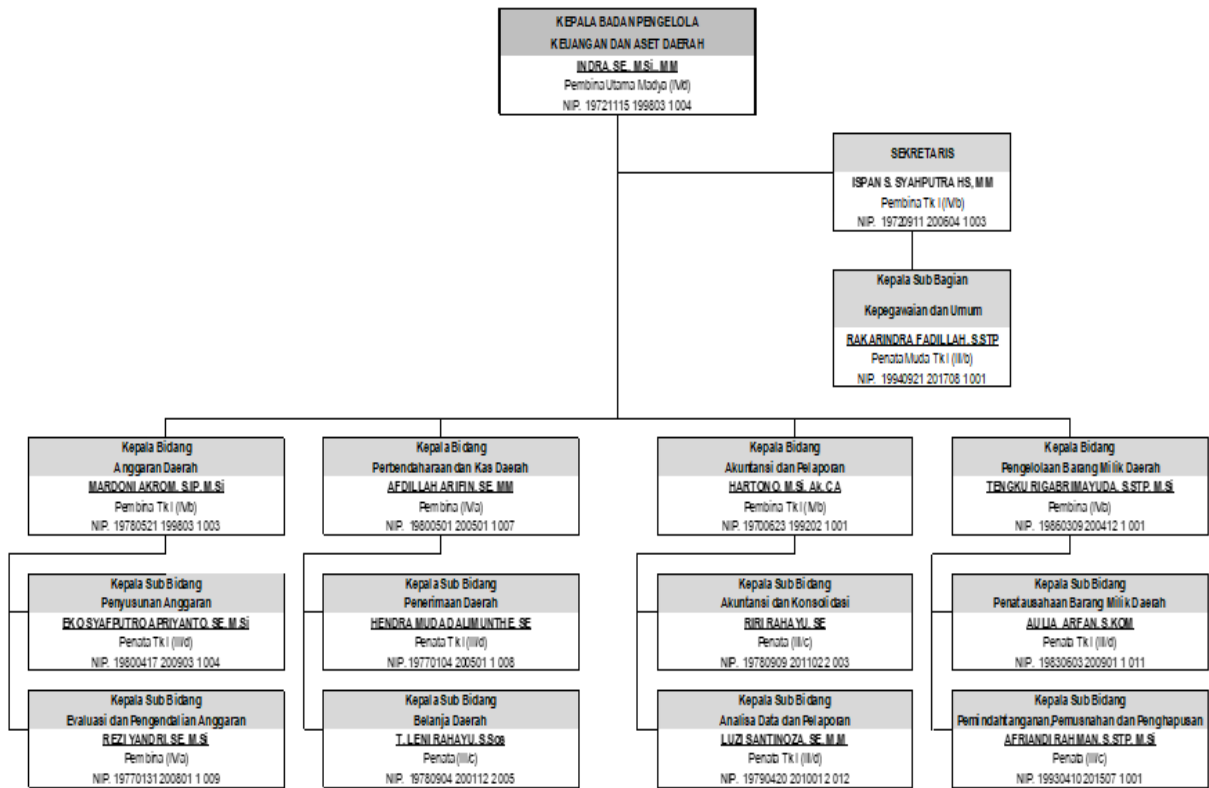 KEPALA BADAN PENGELOLA
KEUANGAN DAN ASET DAERAH
INDRA, SE, M.Si., MM
Pembina Utama Madya (IV/d)
NIP. 19721115 199803 1 004
SEKRETARIS
ISPAN S. SYAHPUTRA HS, MM
Pembina Tk I (IV/b)
NIP. 19720911 200604 1 003
Kepala Sub Bagian
Kepegawaian dan Umum
RAKARINDRA FADILLAH, S.STP
Penata Muda Tk I (III/b)
NIP. 19940921 201708 1 001
Kepala Bidang
Anggaran Daerah
MARDONI AKROM, S.IP, M.Si
Pembina Tk I (IV/b)
NIP. 19780521 199803 1 003
Kepala Bidang
Perbendaharaan dan Kas Daerah
AFDILLAH ARIFIN, SE, MM
Pembina (IV/a)
NIP. 19800501 200501 1 007
Kepala Bidang
Akuntansi dan Pelaporan
HARTONO, M.Si, Ak, CA
Pembina Tk I (IV/b)
NIP. 19700623 199202 1 001
Kepala Bidang
Pengelolaan Barang Milik Daerah
TENGKU RIGABRIMAYUDA, S.STP, M.Si
Pembina (IV/a)
NIP. 19860309 200412 1 001
Kepala Sub Bidang
Penyusunan Anggaran
EKO SYAFPUTRO APRIYANTO, SE, M.Si
Penata Tk I (III/d)
NIP. 19800417 200903 1 004
Kepala Sub Bidang
Penerimaan Daerah
HENDRA MUDA DALIMUNTHE, SE
Penata Tk I (III/d)
NIP. 19770104 200501 1 008
Kepala Sub Bidang
Akuntansi dan Konsolidasi
RIRI RAHAYU, SE
Penata (III/c)
NIP. 19780909 201102 2 003
Kepala Sub Bidang
Penatausahaan Barang Milik Daerah
AULIA ARFAN, S.KOM
Penata Tk I (III/d)
NIP. 19830603 200901 1 011
Kepala Sub Bidang
Evaluasi dan Pengendalian Anggaran
REZI YANDRI, SE, M.Si
Pembina (IV/a)
NIP. 19770131 200801 1 009
Kepala Sub Bidang
Belanja Daerah
T. LENI RAHAYU, S.Sos
Penata (III/c)
NIP. 19780904 200112 2 005
Kepala Sub Bidang
Analisa Data dan Pelaporan
LUZI SANTINOZA, SE, M.M
Penata Tk I (III/d)
NIP. 19790420 201001 2 012
Kepala Sub Bidang
Pemindahtanganan,Pemusnahan dan Penghapusan
AFRIANDI RAHMAN, S.STP, M.Si
Penata (III/c)
NIP. 19930410 201507 1 001